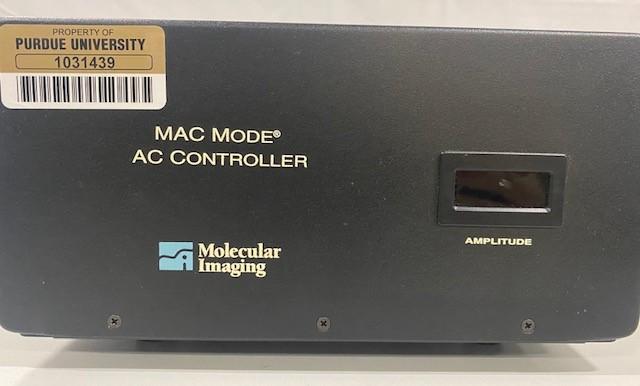 PROPERTY OF
PURDUE UNIVERSITY
1031439
MAC MODE®
AC CONTROLLER
AMPLITUDE
Molecular
Imaging